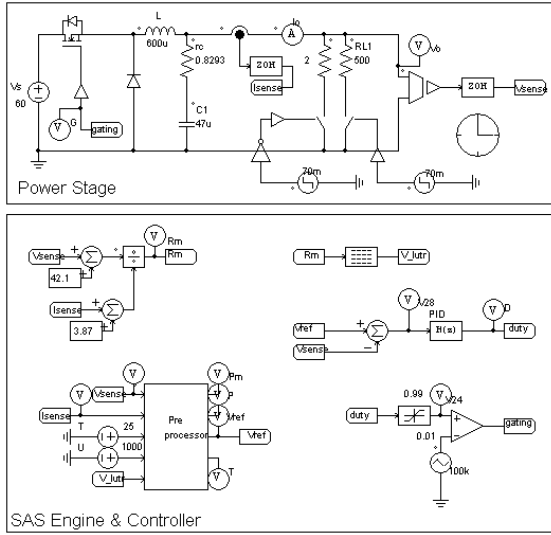 L
600u
rc
0.8293
C1
47u
Io
A
ZOH
Isense
2
RL1
500
V
Vo
ZOH
Vsense
Vs
60
V
G
gating
70m
70m
Power Stage
Vsense
42.1
V
Rm
Rm
Isense
3.87
Rm
V_lutr
Vref
Vsense
V
V28
PID
H(z)
V
D
duty
V
Vsense
V
Isense
T
25
U
1000
V_lutr
Pre
processor
V
Pm
V
P
V
Vref
Vref
V
T
duty
0.99
0.01
V
V24
100k
gating
SAS Engine & Controller